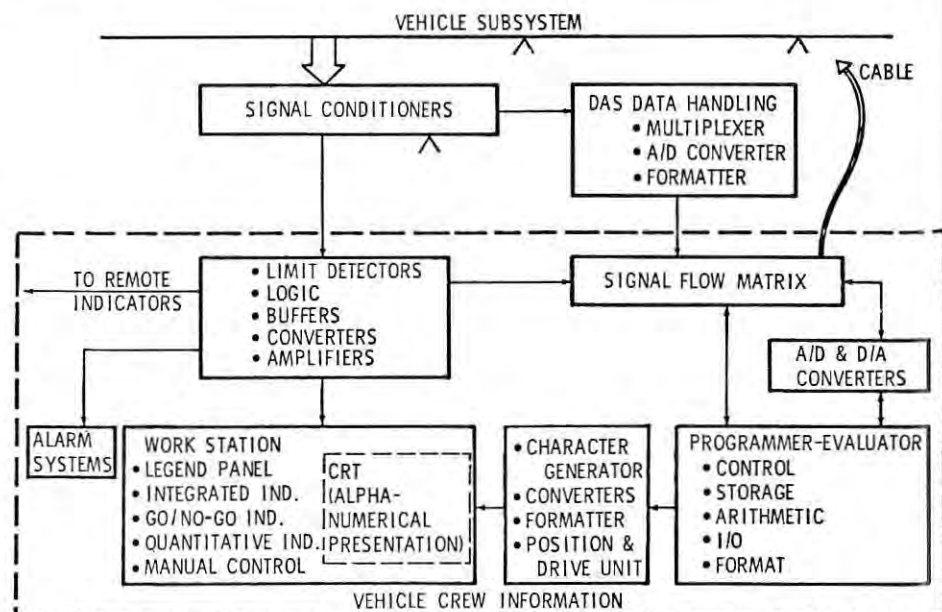 VEHICLE SUBSYSTEM
CABLE
SIGNAL CONDITIONERS
DAS DATA HANDLING
• MULTIPLEXER
• A/D CONVERTER
• FORMATTER
TO REMOTE
INDICATORS
• LIMIT DETECTORS
• LOGIC
• BUFFERS
• CONVERTERS
• AMPLIFIERS
SIGNAL FLOW MATRIX
A/D & D/A
CONVERTERS
ALARM
SYSTEMS
WORK STATION
• LEGEND PANEL
• INTEGRATED IND.
• GO/NO-GO IND.
• QUANTITATIVE IND.
• MANUAL CONTROL
CRT
(ALPHA-
NUMERICAL
PRESENTATION)
• CHARACTER
GENERATOR
• CONVERTERS
• FORMATTER
• POSITION &
DRIVE UNIT
PROGRAMMER-EVALUATOR
• CONTROL
• STORAGE
• ARITHMETIC
• I/O
• FORMAT
VEHICLE CREW INFORMATION